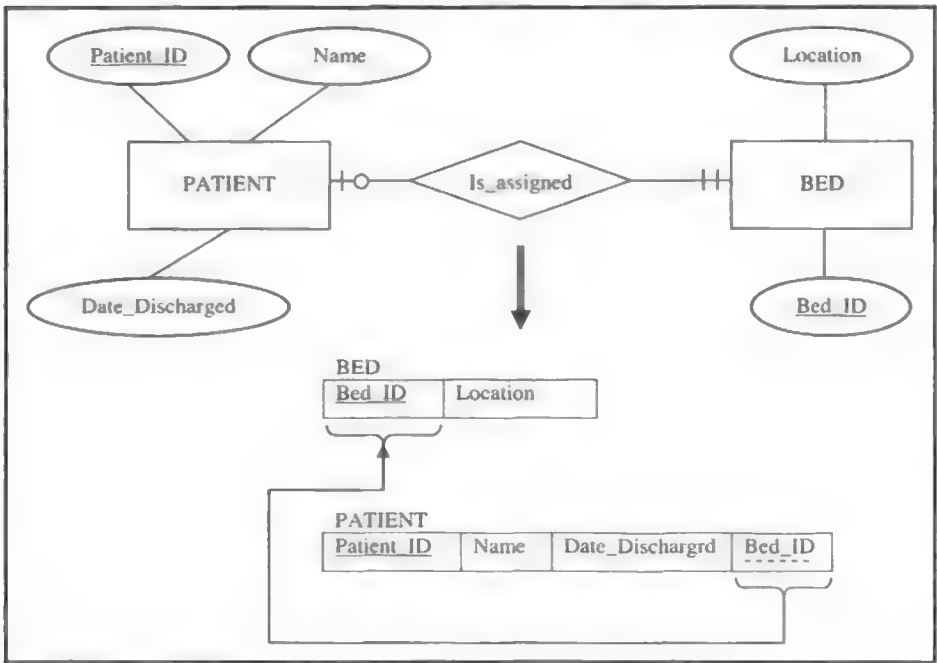 Patient_ID
Name
Location
PATIENT
Is_assigned
BED
Date_Discharged
Bed_ID
BED
Bed_ID Location
PATIENT
Patient_ID Name Date_Dischargrd Bed_ID